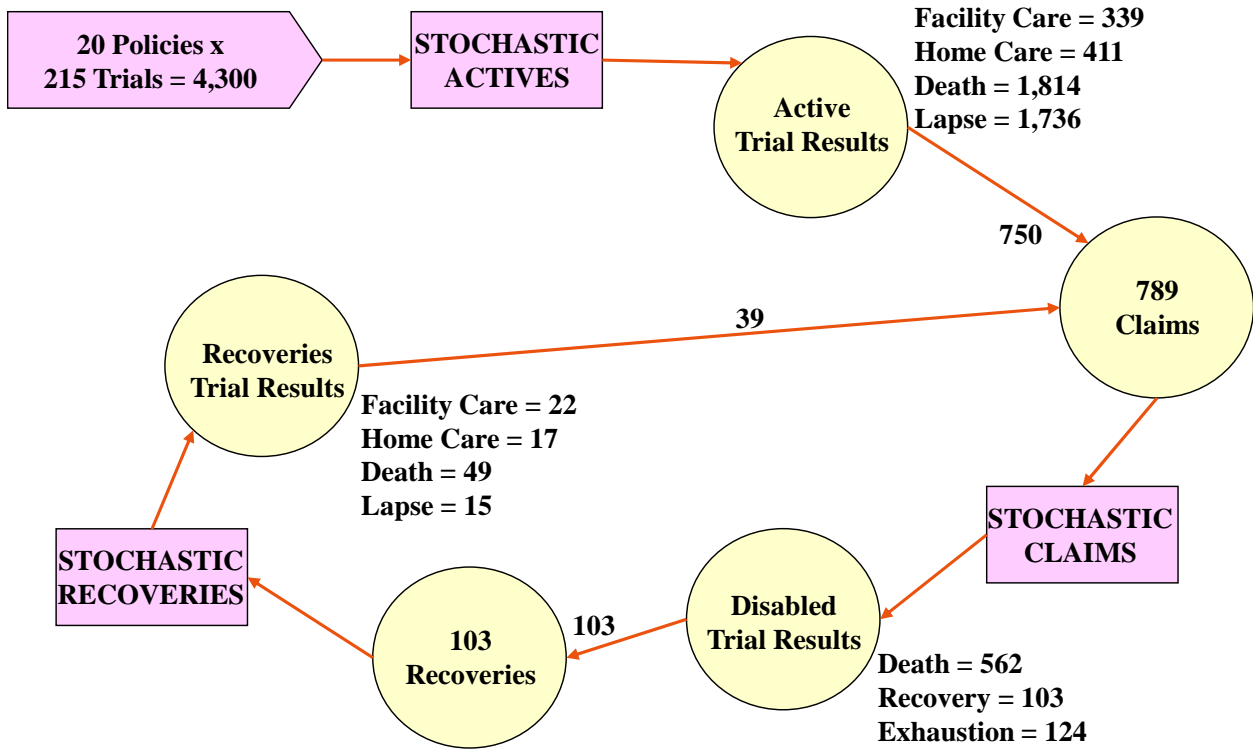 20 Policies x
215 Trials = 4,300
STOCHASTIC
ACTIVES
Active
Trial Results
Facility Care = 339
Home Care = 411
Death = 1,814
Lapse = 1,736
750
789
Claims
39
Recoveries
Trial Results
Facility Care = 22
Home Care = 17
Death = 49
Lapse = 15
STOCHASTIC
CLAIMS
STOCHASTIC
RECOVERIES
103
Recoveries
103
Disabled
Trial Results
Death = 562
Recovery = 103
Exhaustion = 124